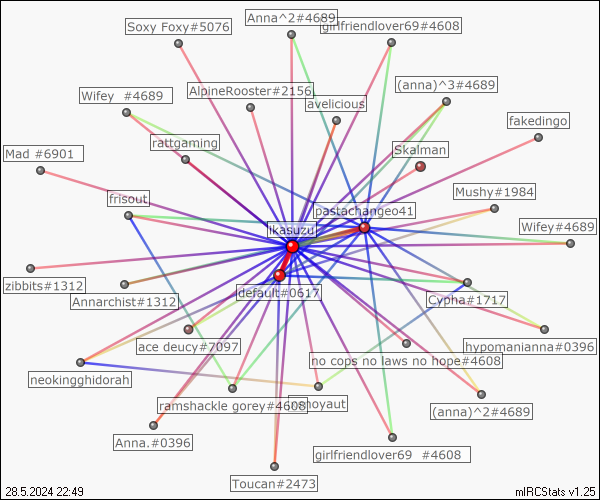 Anna^2#4689
Soxy Foxy#5076
girlfriendlover69#4608
(anna)^3#4689
AlpineRooster#2156
Wifey  #4689
avelicious
fakedingo
rattgaming
Skalman
Mad #6901
Mushy#1984
frisout
pastachangeo41
ikasuzu
Wifey#4689
zibbits#1312
default#0617
Annarchist#1312
Cypha#1717
ace deucy#7097
hypomanianna#0396
no cops no laws no hope#4608
neokingghidorah
ramshackle gorey#4608
(anna)^2#4689
Anna.#0396
girlfriendlover69  #4608
Toucan#2473
28.5.2024 22:49
mIRCStats v1.25